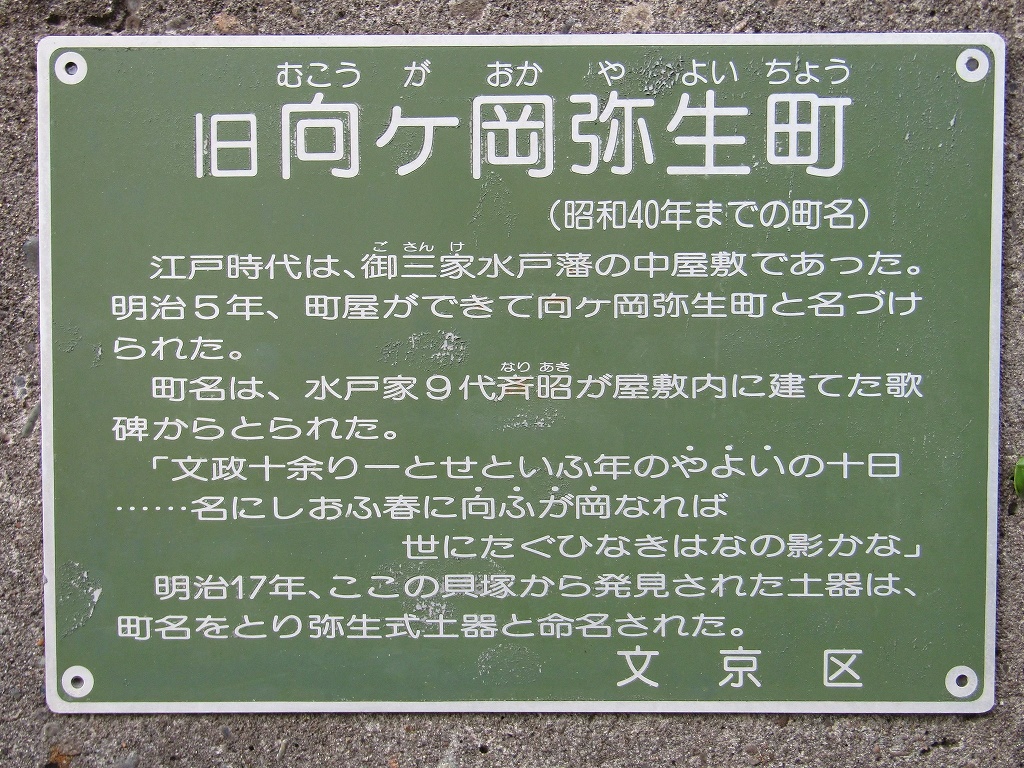 むこう が おか や よい ちょう
旧向ケ岡弥生町
（昭和40年までの町名）
ご さん け
江戸時代は、御三家水戸藩の中屋敷であった。
明治５年、町屋ができて向ケ岡弥生町と名づけ
られた。
なり あき
町名は、水戸家９代斉昭が屋敷内に建てた歌
碑からとられた。
「文政十余り一とせといふ年のやよいの十日
……名にしおふ春に向ふが岡なれば
世にたぐひなきはなの影かな」
明治17年、ここの貝塚から発見された土器は、
町名をとり弥生式土器と命名された。
文 京 区